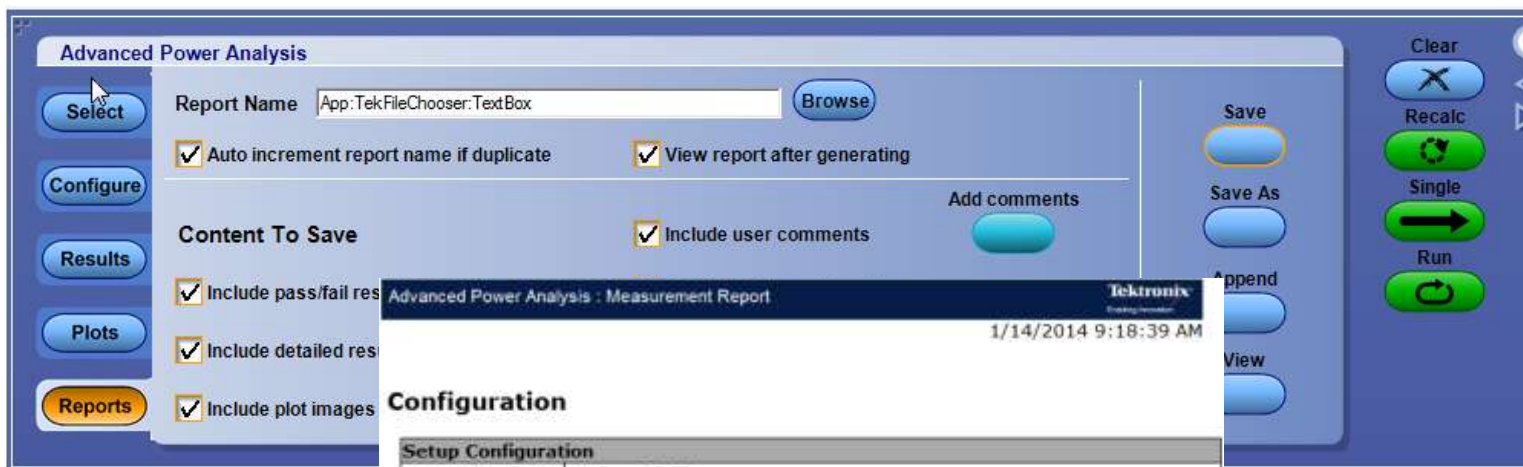 Advanced Power Analysis
Select
Configure
Results
Plots
Reports
Report Name App:TekFileChooser:TextBox Browse
Auto increment report name if duplicate
View report after generating
Content To Save
Include user comments
Add comments
Include pass/fail res
Include detailed res
Include plot images
Save
Save As
Append
View
Clear
Recalc
Single
Run
Advanced Power Analysis : Measurement Report
Tektronix
1/14/2014 9:18:39 AM
Configuration
Setup Configuration